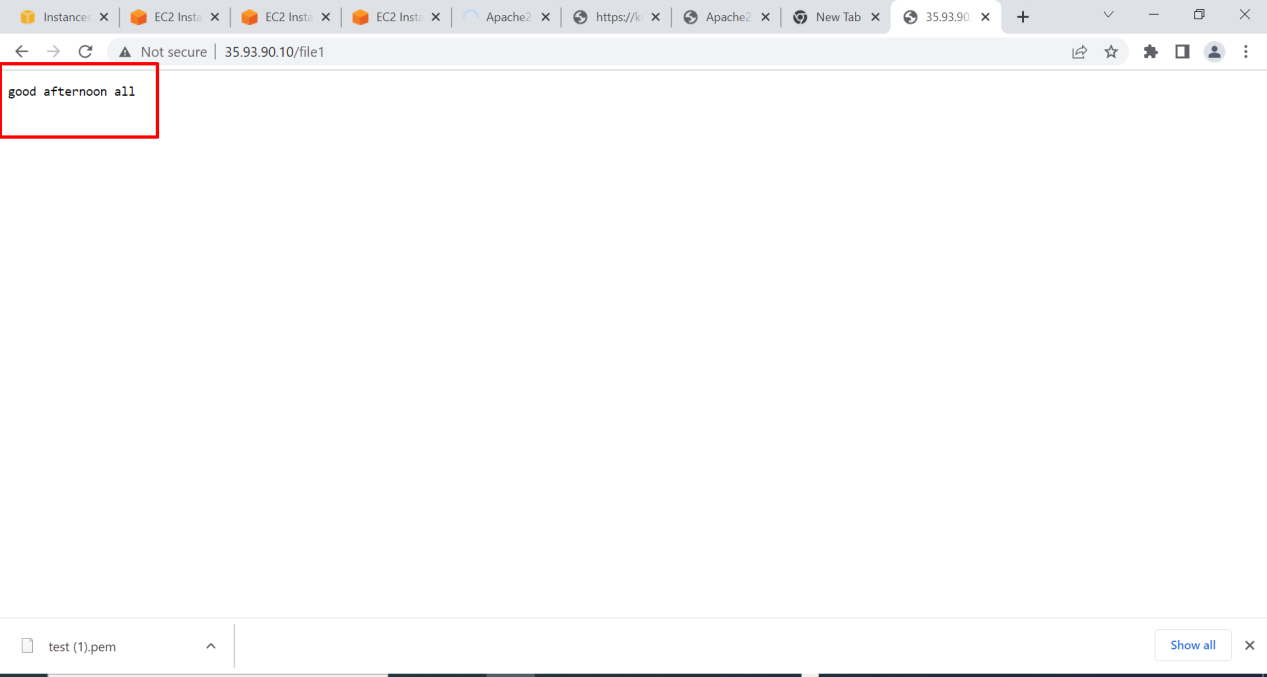 Instances
EC2 Insta
EC2 Insta
EC2 Insta
Apache2
https://k
Apache2
New Tab
35.93.90
Not secure
35.93.90.10/file1
good afternoon all
test (1).pem
Show all